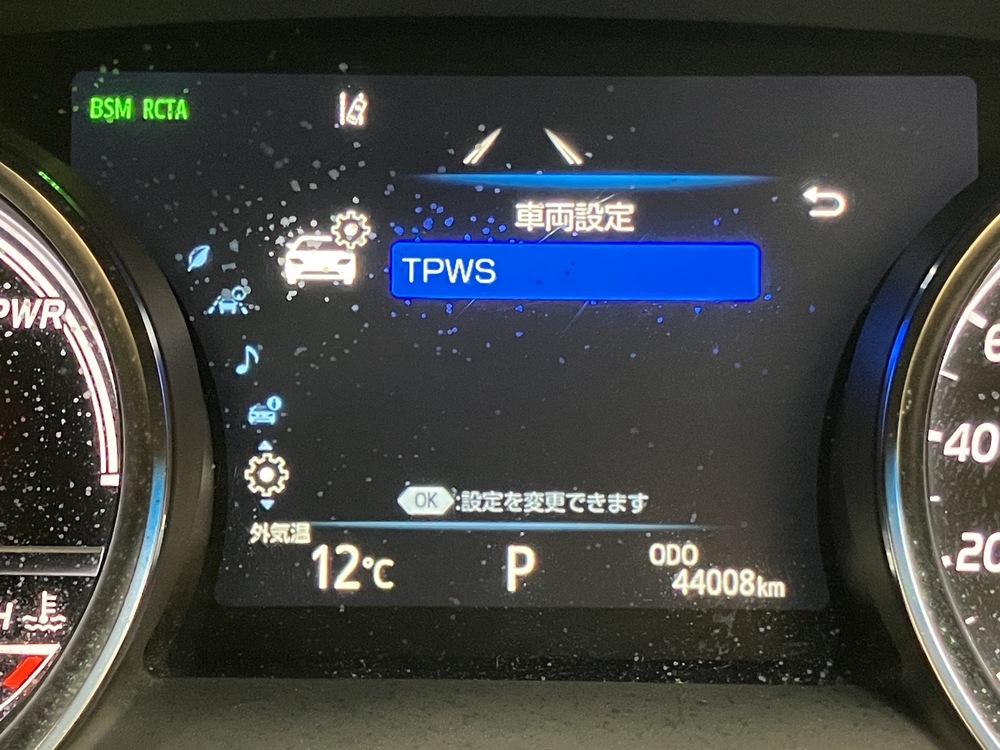 BSM RCTA
車両設定
TPWS
PWR
OK :設定を変更できます
外気温
12℃
P
ODO
44008km
H
6
40
20